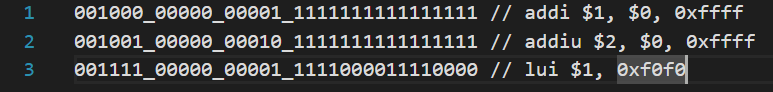 1 001000_00000_00001_1111111111111111 // addi $1, $0, 0xffff
2 001001_00000_00010_1111111111111111 // addiu $2, $0, 0xffff
3 001111_00000_00001_1111000011110000 // lui $1, 0xf0f0